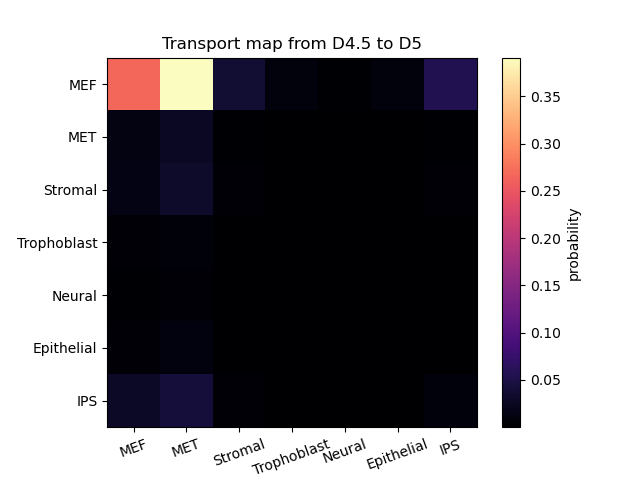 Transport map from D4.5 to D5
MEF
MET
Stromal
Trophoblast
Neural
Epithelial
IPS
MEF MET Stromal Trophoblast Neural Epithelial IPS
0.35
0.30
0.25
0.20
0.15
0.10
0.05
probability